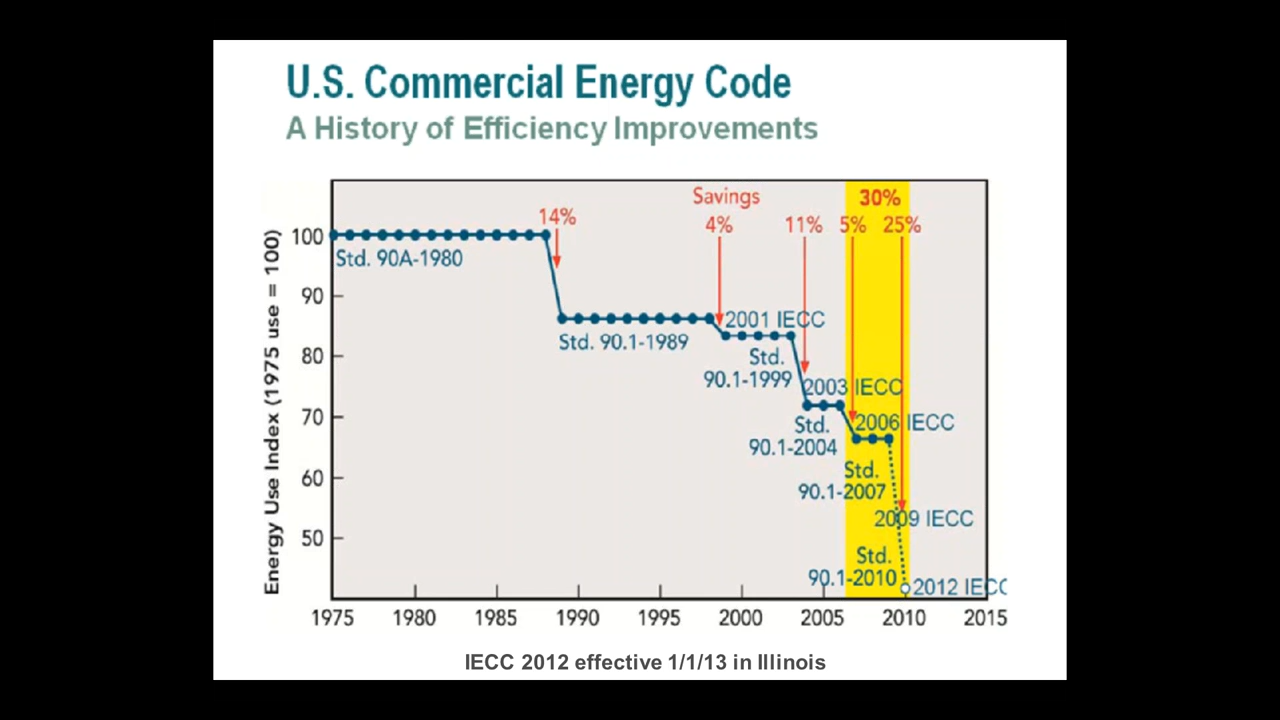 U.S. Commercial Energy Code
A History of Efficiency Improvements
Savings
30%
14%
4%
11%
5%
25%
Energy Use Index (1975 use = 100)
100
90
80
70
60
50
Std. 90A-1980
Std. 90.1-1989
2001 IECC
Std.
90.1-1999
2003 IECC
Std.
90.1-2004
2006 IECC
Std.
90.1-2007
2009 IECC
Std.
90.1-2010
2012 IECC
1975
1980
1985
1990
1995
2000
2005
2010
2015
IECC 2012 effective 1/1/13 in Illinois